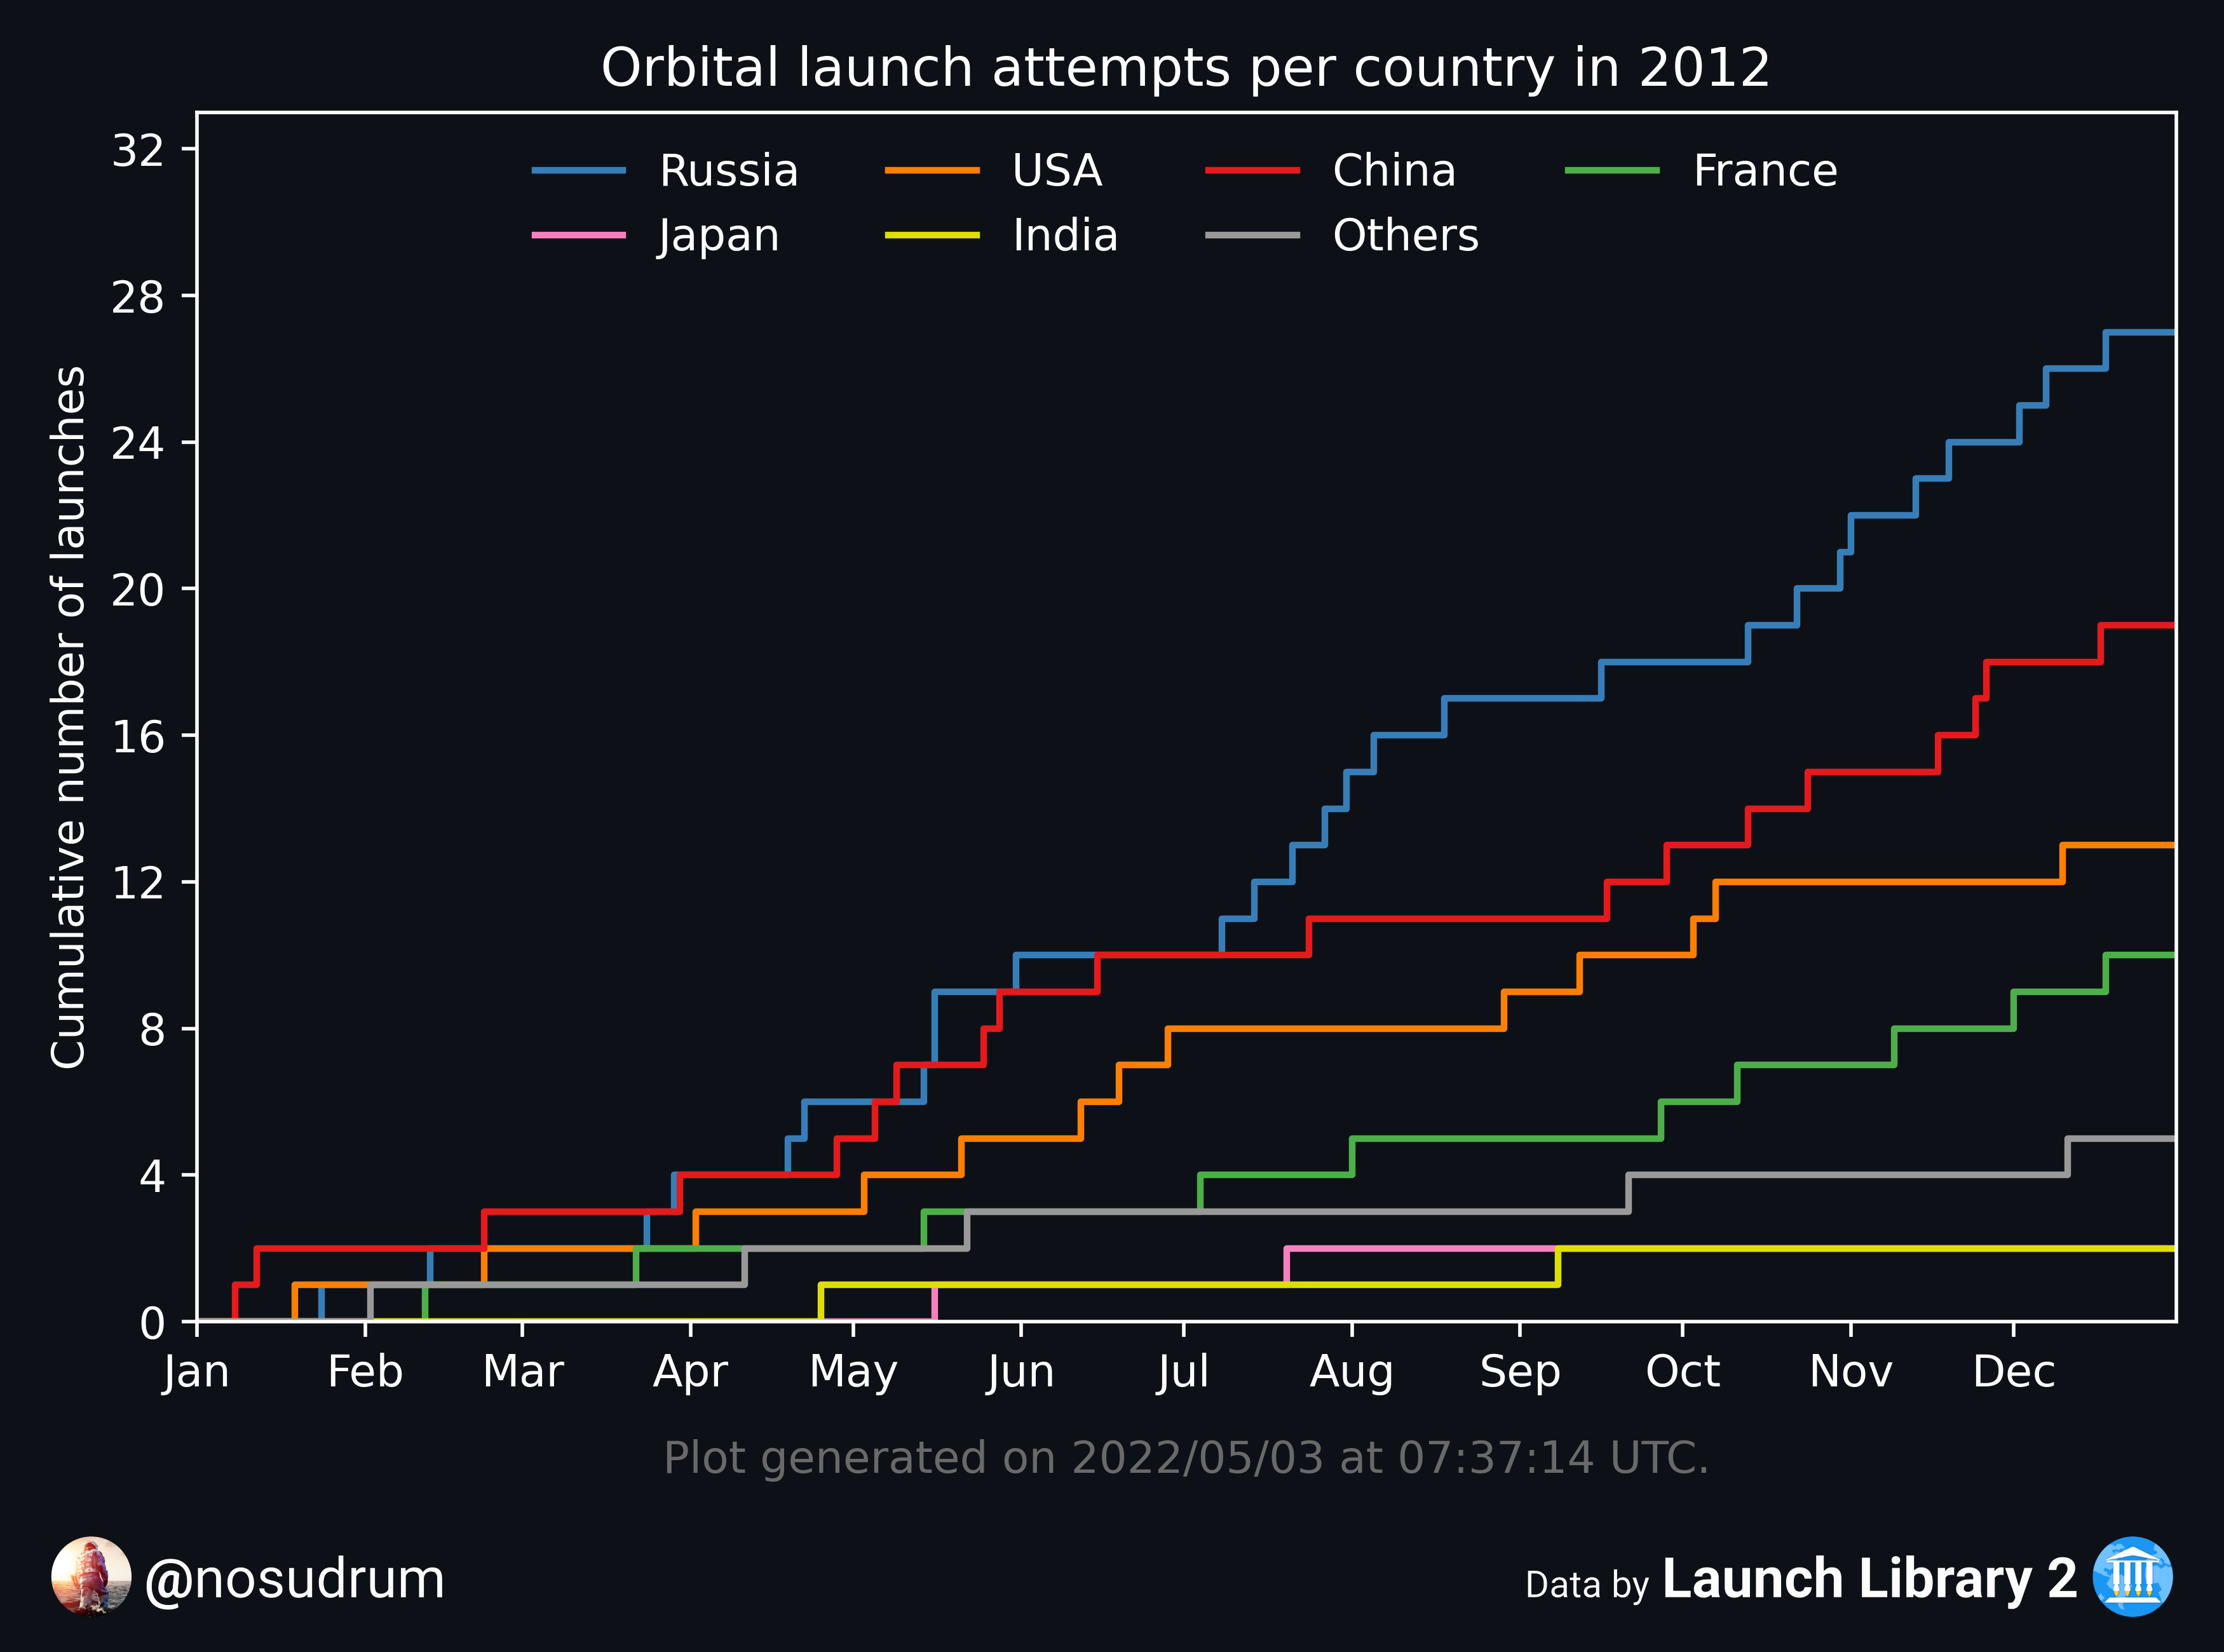 Orbital launch attempts per country in 2012
Russia USA China France
Japan India Others
Cumulative number of launches
32
28
24
20
16
12
8
4
0
Jan Feb Mar Apr May Jun Jul Aug Sep Oct Nov Dec
Plot generated on 2022/05/03 at 07:37:14 UTC.
@nosudrum
Data by Launch Library 2